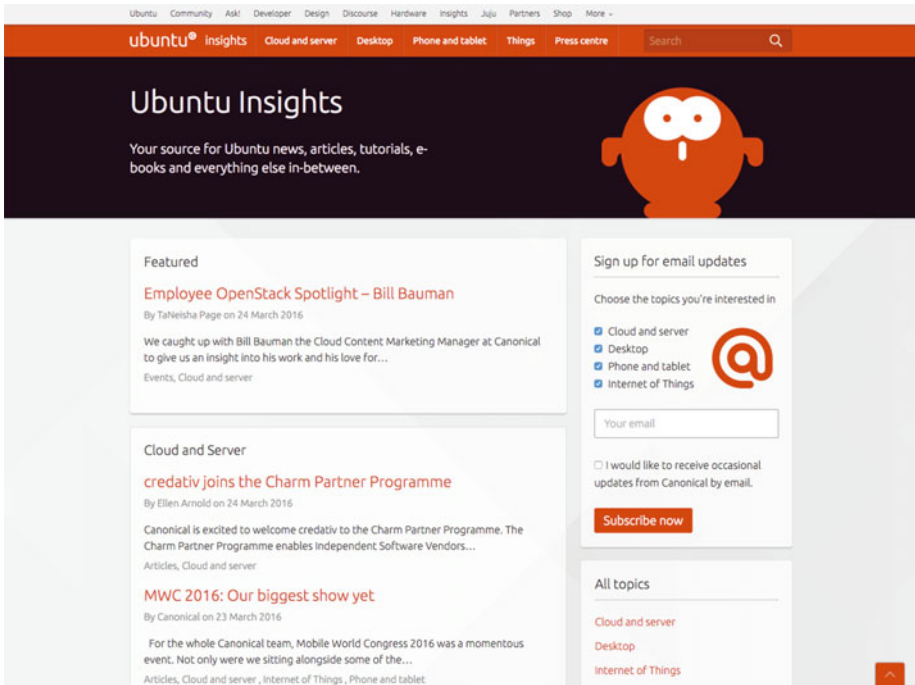 Ubuntu Community Ask! Developer Design Discourse Hardware Insights Juju Partners Shop More
ubuntu insights Cloud and server Desktop Phone and tablet Things Press centre Search
Ubuntu Insights
Your source for Ubuntu news, articles, tutorials, e-
books and everything else in-between.
Featured
Employee OpenStack Spotlight – Bill Bauman
By TaNeisha Page on 24 March 2016
We caught up with Bill Bauman the Cloud Content Marketing Manager at Canonical
to give us an insight into his work and his love for…
Events, Cloud and server
Cloud and Server
credativ joins the Charm Partner Programme
By Ellen Arnold on 24 March 2016
Canonical is excited to welcome credativ to the Charm Partner Programme. The
Charm Partner Programme enables Independent Software Vendors…
Articles, Cloud and server
MWC 2016: Our biggest show yet
By Canonical on 23 March 2016
For the whole Canonical team, Mobile World Congress 2016 was a momentous
event. Not only were we sitting alongside some of the…
Articles, Cloud and server , Internet of Things , Phone and tablet
Sign up for email updates
Choose the topics you're interested in
Cloud and server
Desktop
Phone and tablet
Internet of Things
@
Your email
I would like to receive occasional
updates from Canonical by email.
Subscribe now
All topics
Cloud and server
Desktop
Internet of Things